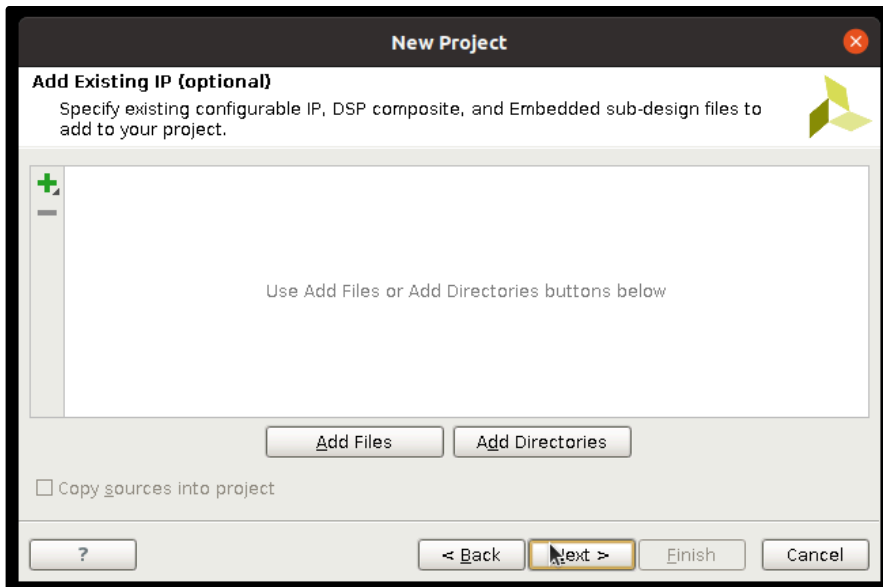 New Project
Add Existing IP (optional)
Specify existing configurable IP, DSP composite, and Embedded sub-design files to
add to your project.
Use Add Files or Add Directories buttons below
Add Files
Add Directories
Copy sources into project
?
< Back
Next >
Finish
Cancel